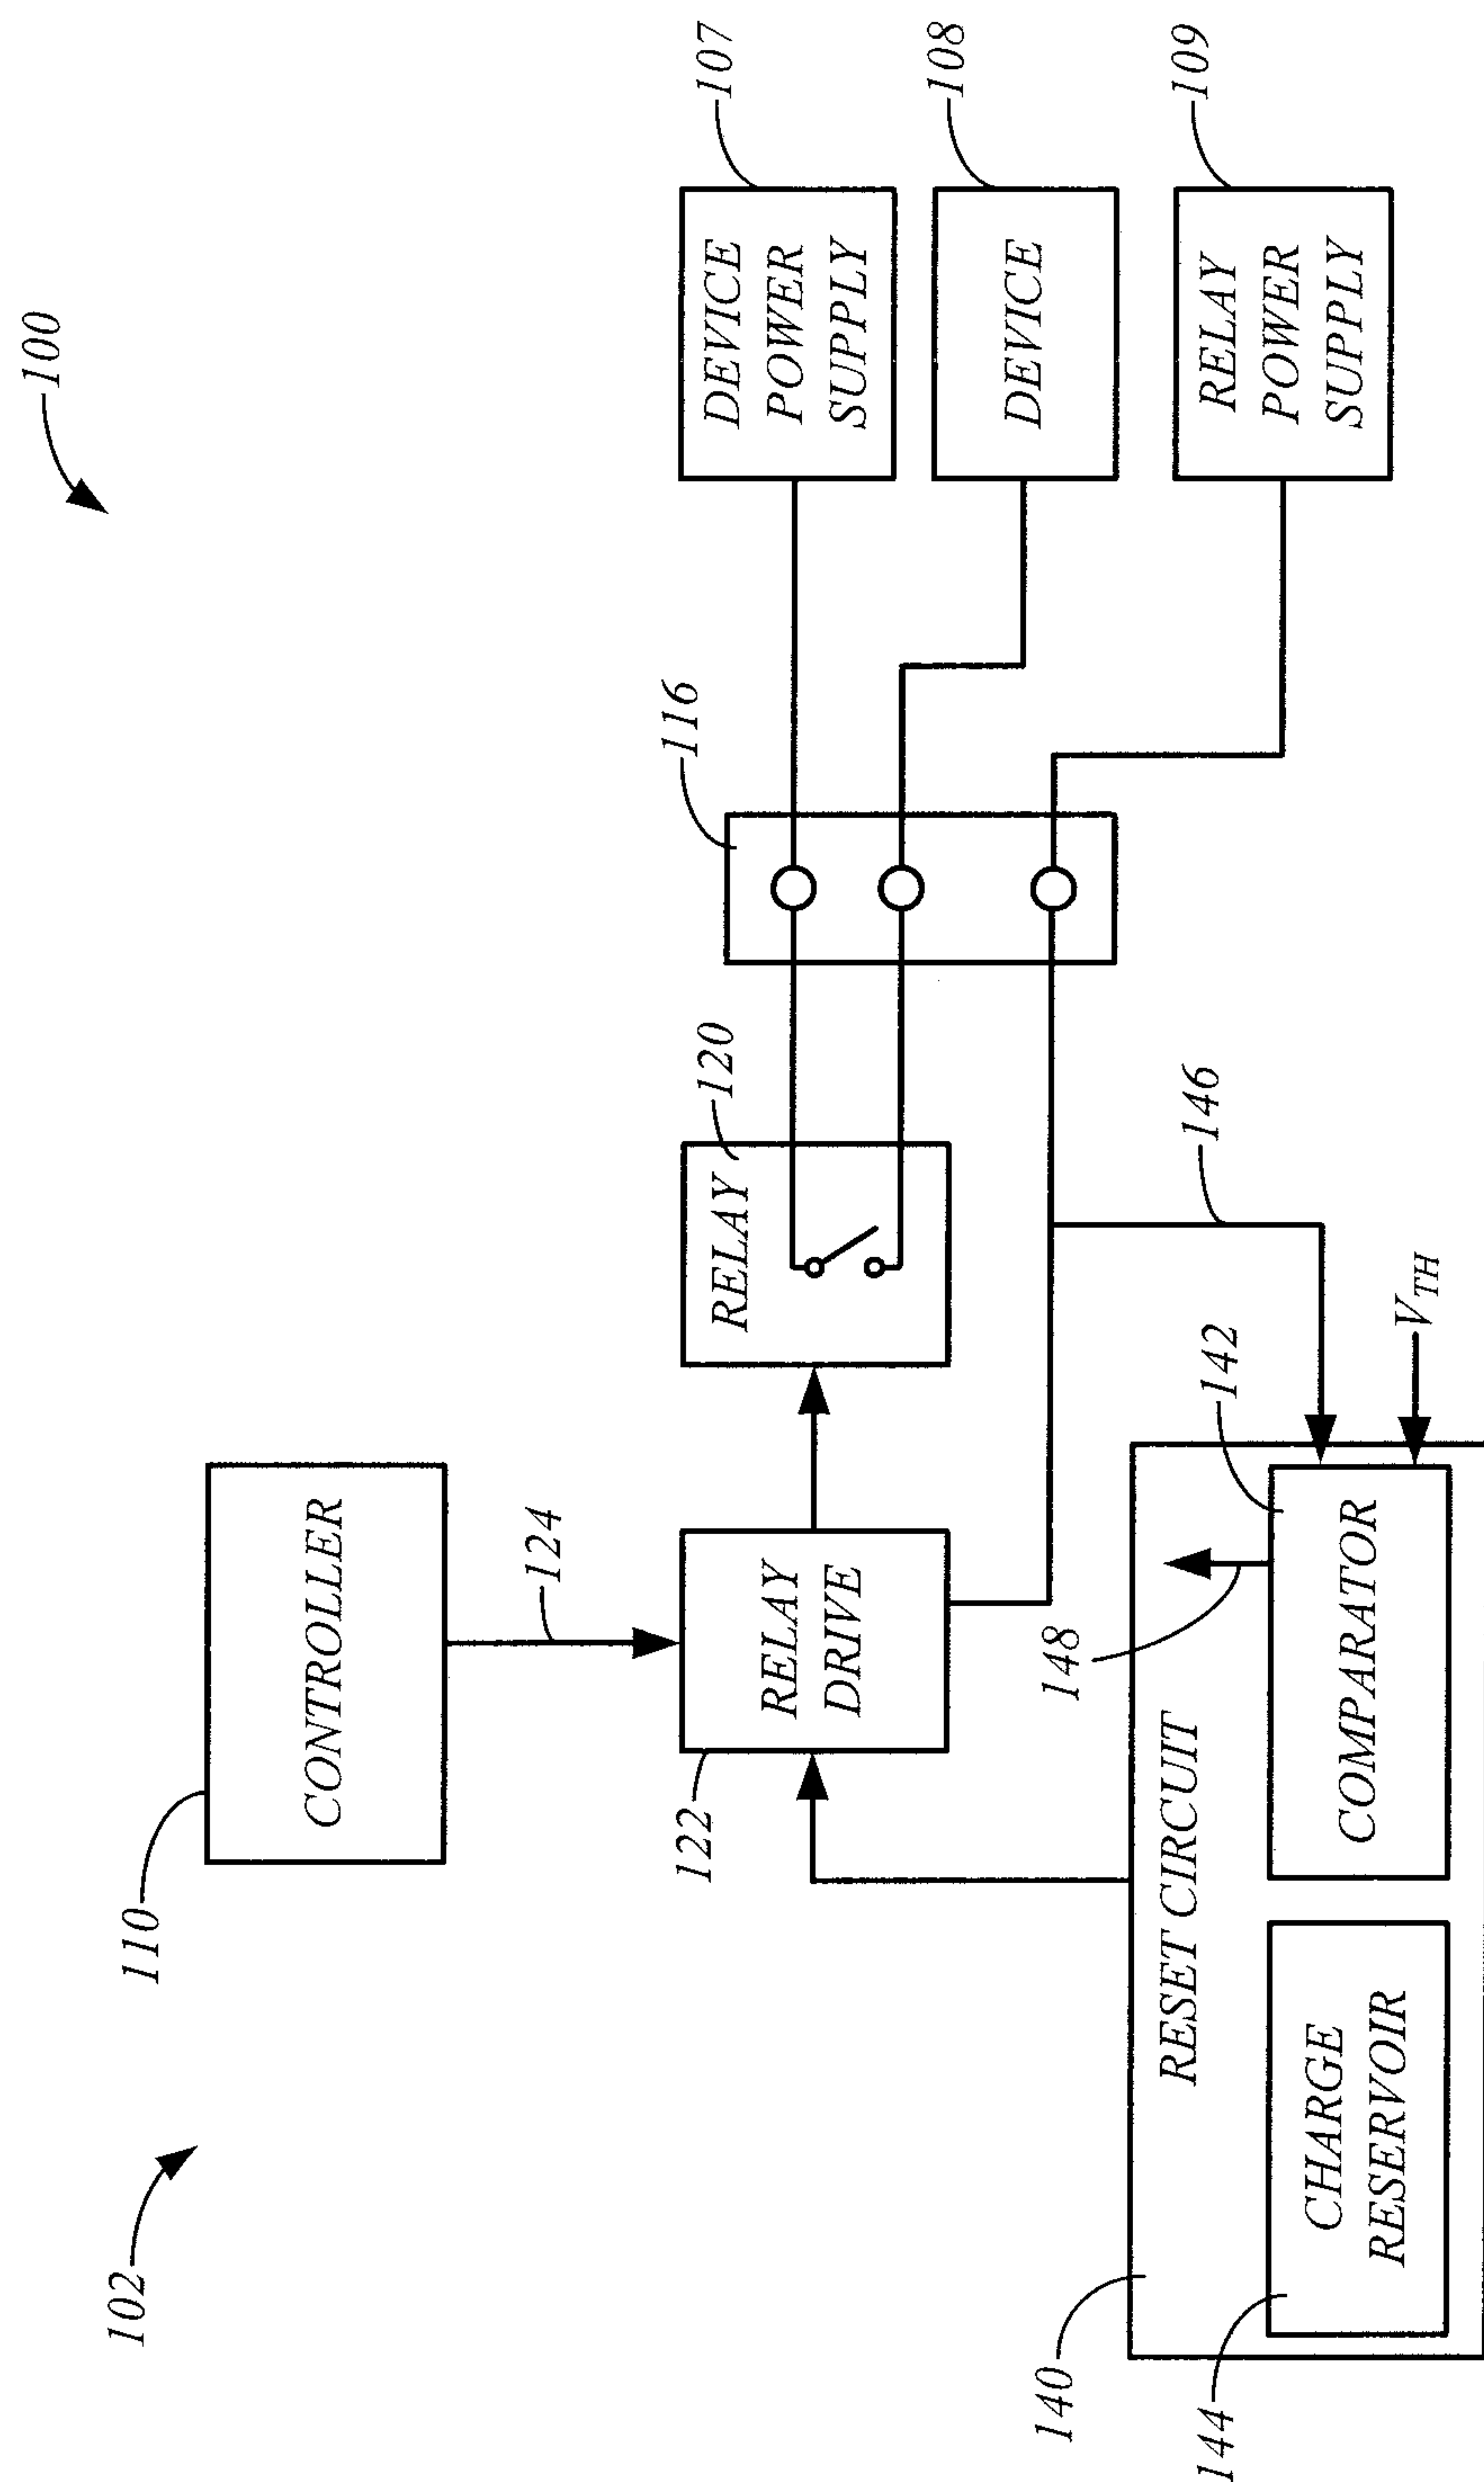 100
102
110
CONTROLLER
124
122
RELAY
DRIVE
RELAY
120
116
DEVICE
POWER
SUPPLY
107
DEVICE
108
RELAY
POWER
SUPPLY
109
146
V_TH
142
148
140
RESET CIRCUIT
COMPARATOR
144
CHARGE
RESERVOIR